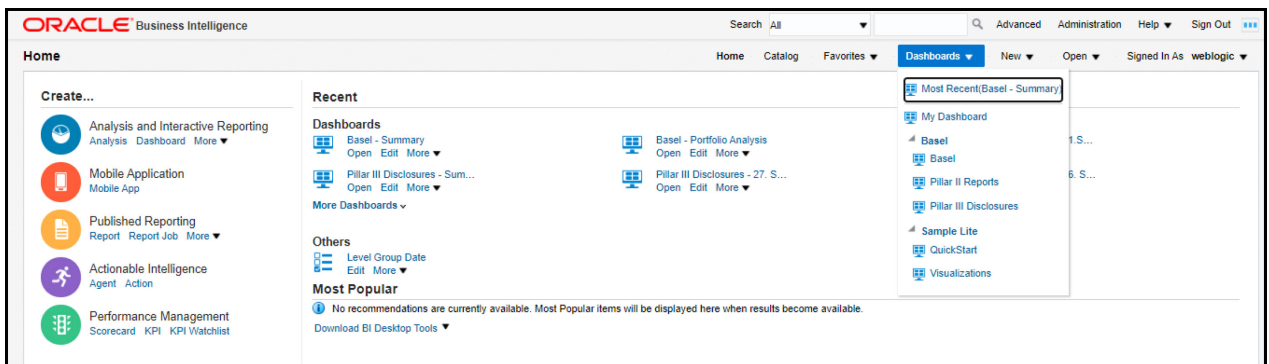 ORACLE Business Intelligence
Search All Advanced Administration Help Sign Out
Home
Home Catalog Favorites Dashboards New Open Signed In As weblogic
Create...
Analysis and Interactive Reporting
Analysis Dashboard More
Mobile Application
Mobile App
Published Reporting
Report Report Job More
Actionable Intelligence
Agent Action
Performance Management
Scorecard KPI KPI Watchlist
Recent
Dashboards
Basel - Summary
Open Edit More
Basel - Portfolio Analysis
Open Edit More
1.S...
Pillar III Disclosures - Sum...
Open Edit More
Pillar III Disclosures - 27. S...
Open Edit More
6. S...
More Dashboards
Others
Level Group Date
Edit More
Most Popular
No recommendations are currently available. Most Popular items will be displayed here when results become available.
Download BI Desktop Tools
Most Recent(Basel - Summary)
My Dashboard
Basel
Basel
Pillar II Reports
Pillar III Disclosures
Sample Lite
QuickStart
Visualizations